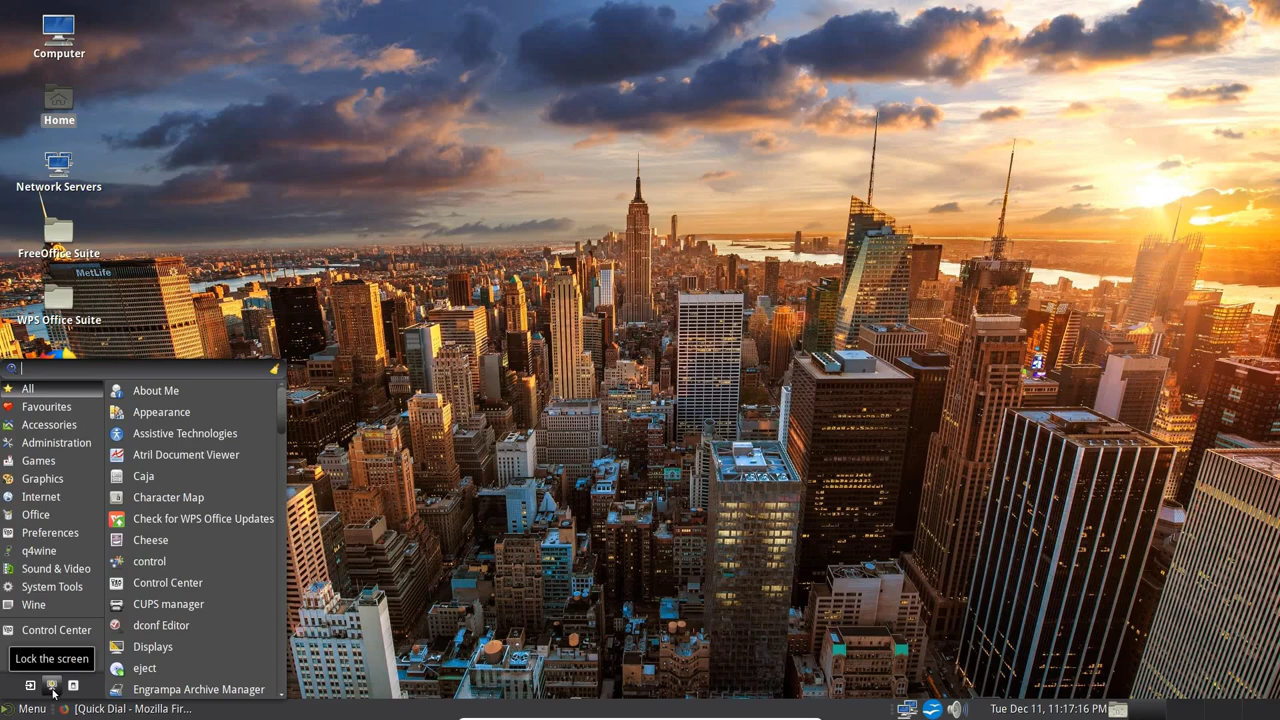 Computer
Home
Network Servers
FreeOffice Suite
MetLife
WPS Office Suite
All
Favourites
Accessories
Administration
Games
Graphics
Internet
Office
Preferences
q4wine
Sound & Video
System Tools
Wine
Control Center
Lock the screen
About Me
Appearance
Assistive Technologies
Atril Document Viewer
Caja
Character Map
Check for WPS Office Updates
Cheese
control
Control Center
CUPS manager
dconf Editor
Displays
eject
Engrampa Archive Manager
Menu
[Quick Dial - Mozilla Fir...
Tue Dec 11, 11:17:16 PM